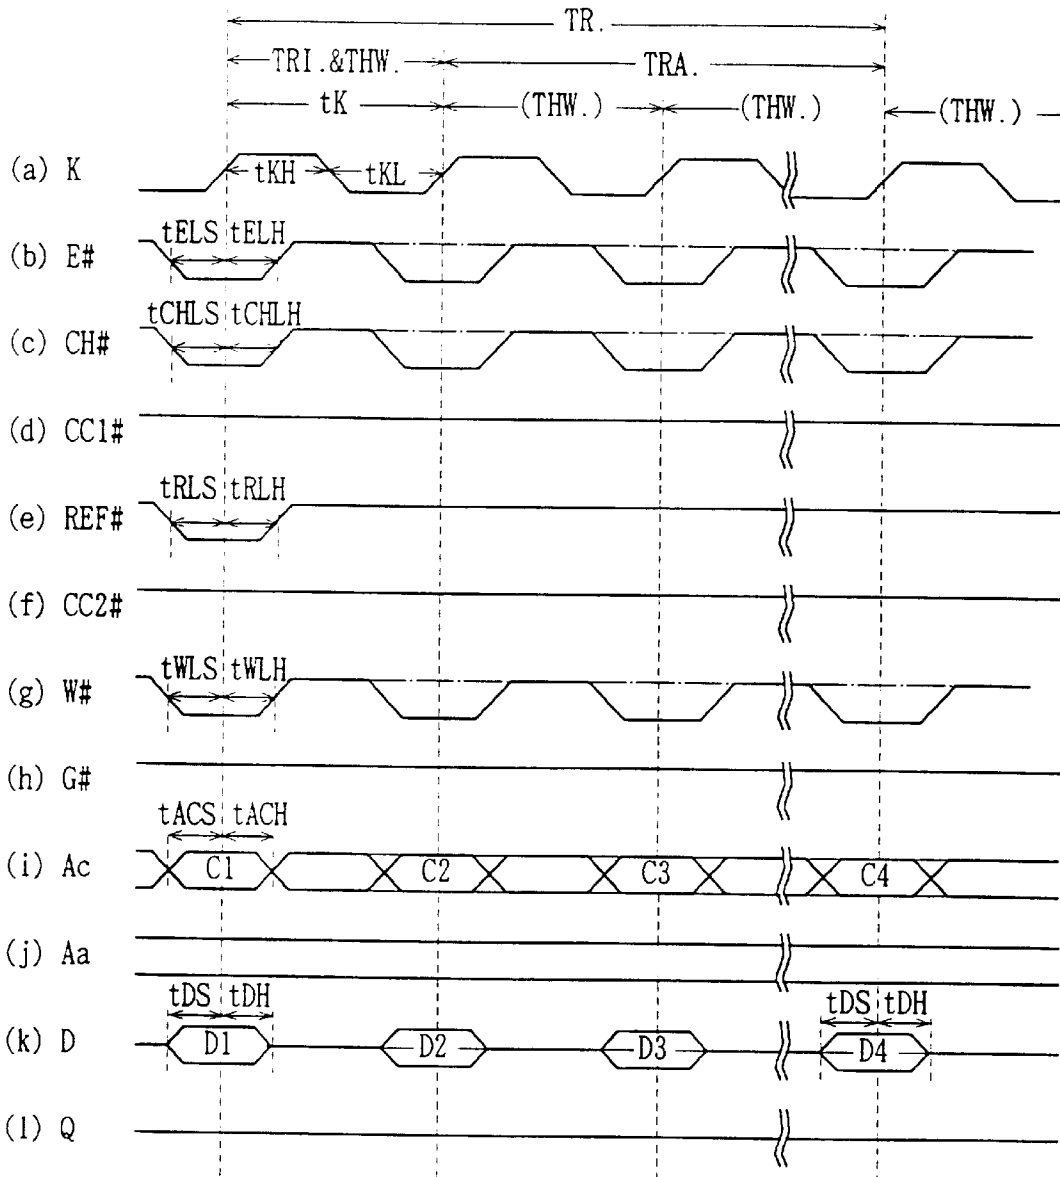 TR.
TRI.&THW. TRA.
tK (THW.) (THW.) (THW.)
(a) K tKH tKL
tELS tELH
(b) E#
tCHLS tCHLH
(c) CH#
(d) CC1#
tRLS tRLH
(e) REF#
(f) CC2#
tWLS tWLH
(g) W#
(h) G#
tACS tACH
(i) Ac C1 C2 C3 C4
(j) Aa
tDS tDH tDS tDH
(k) D D1 D2 D3 D4
(l) Q